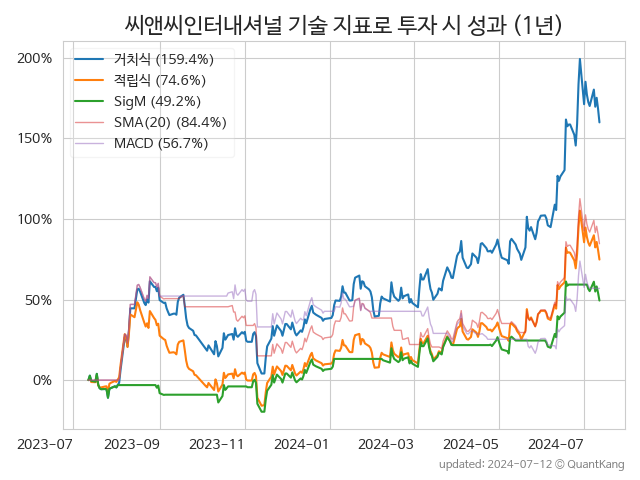 씨앤씨인터내셔널 기술 지표로 투자 시 성과 (1년)
200%
150%
100%
50%
0%
거치식 (159.4%)
적립식 (74.6%)
SigM (49.2%)
SMA(20) (84.4%)
MACD (56.7%)
2023-07
2023-09
2023-11
2024-01
2024-03
2024-05
2024-07
updated: 2024-07-12 © QuantKang